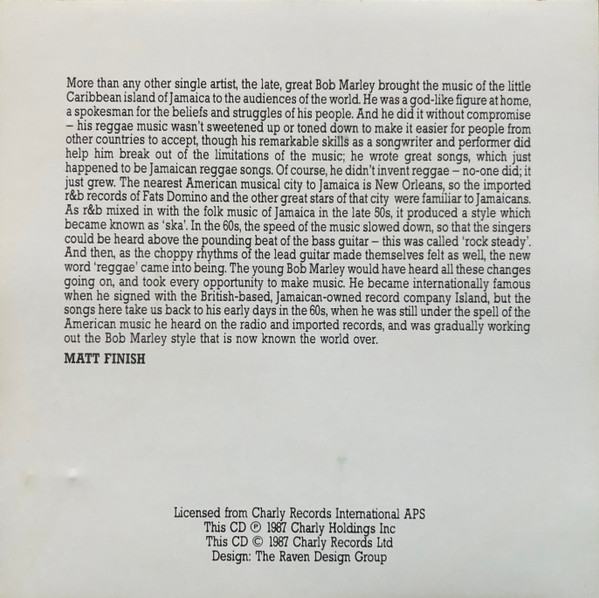 More than any other single artist, the late, great Bob Marley brought the music of the little
Caribbean island of Jamaica to the audiences of the world. He was a god-like figure at home,
a spokesman for the beliefs and struggles of his people. And he did it without compromise
– his reggae music wasn't sweetened up or toned down to make it easier for people from
other countries to accept, though his remarkable skills as a songwriter and performer did
help him break out of the limitations of the music; he wrote great songs, which just
happened to be Jamaican reggae songs. Of course, he didn't invent reggae – no-one did; it
just grew. The nearest American musical city to Jamaica is New Orleans, so the imported
r&b records of Fats Domino and the other great stars of that city were familiar to Jamaicans.
As r&b mixed in with the folk music of Jamaica in the late 50s, it produced a style which
became known as 'ska'. In the 60s, the speed of the music slowed down, so that the singers
could be heard above the pounding beat of the bass guitar – this was called 'rock steady'.
And then, as the choppy rhythms of the lead guitar made themselves felt as well, the new
word 'reggae' came into being. The young Bob Marley would have heard all these changes
going on, and took every opportunity to make music. He became internationally famous
when he signed with the British-based, Jamaican-owned record company Island, but the
songs here take us back to his early days in the 60s, when he was still under the spell of the
American music he heard on the radio and imported records, and was gradually working
out the Bob Marley style that is now known the world over.
MATT FINISH
Licensed from Charly Records International APS
This CD ℗ 1987 Charly Holdings Inc
This CD © 1987 Charly Records Ltd
Design: The Raven Design Group